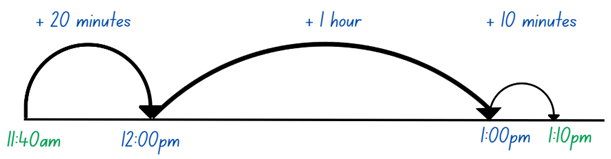 + 20 minutes + 1 hour + 10 minutes
11:40am 12:00pm 1:00pm 1:10pm